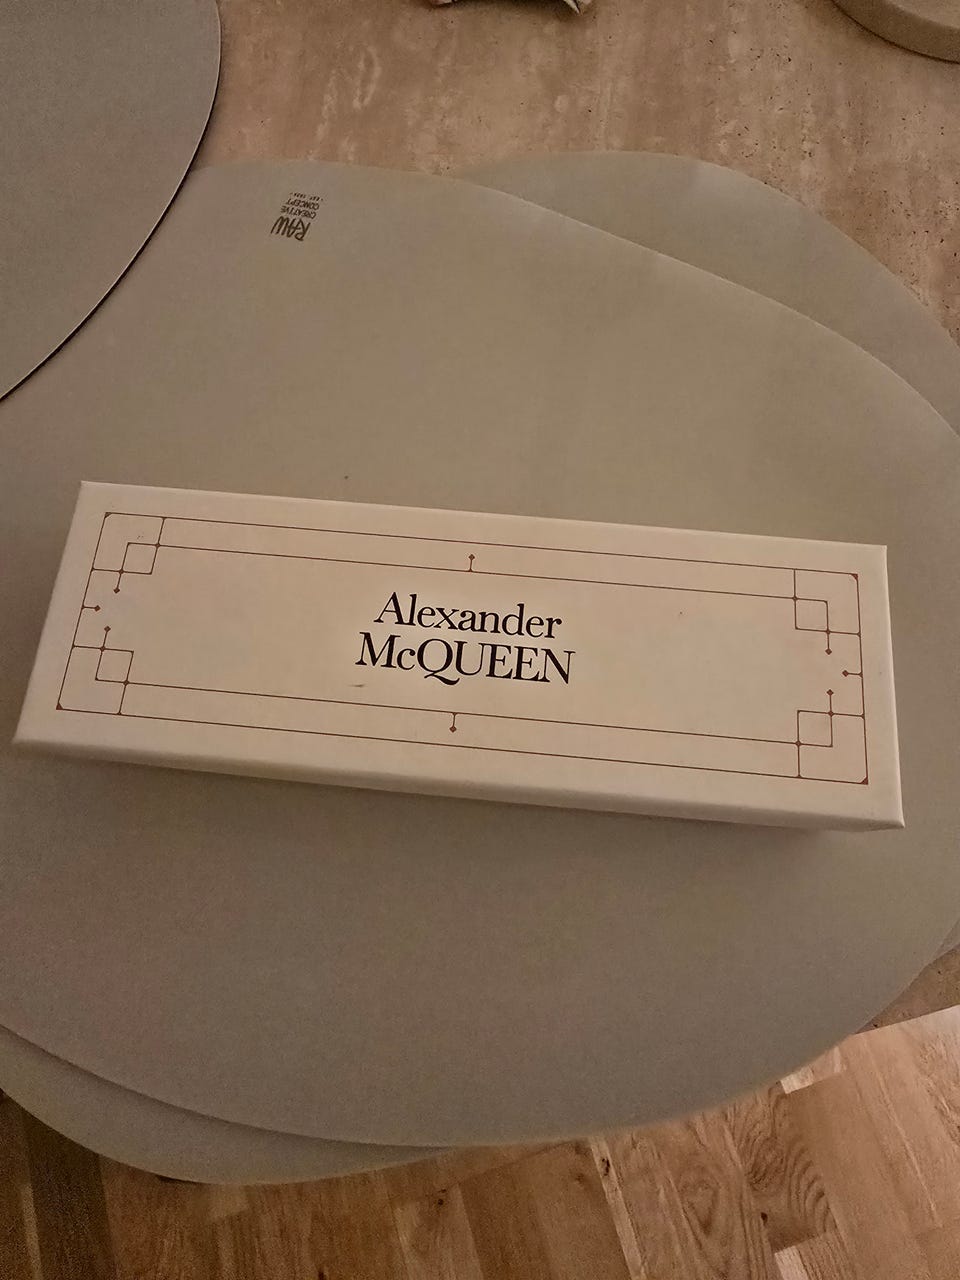 RAW
CREATIVE
CONCEPT
Alexander
McQUEEN